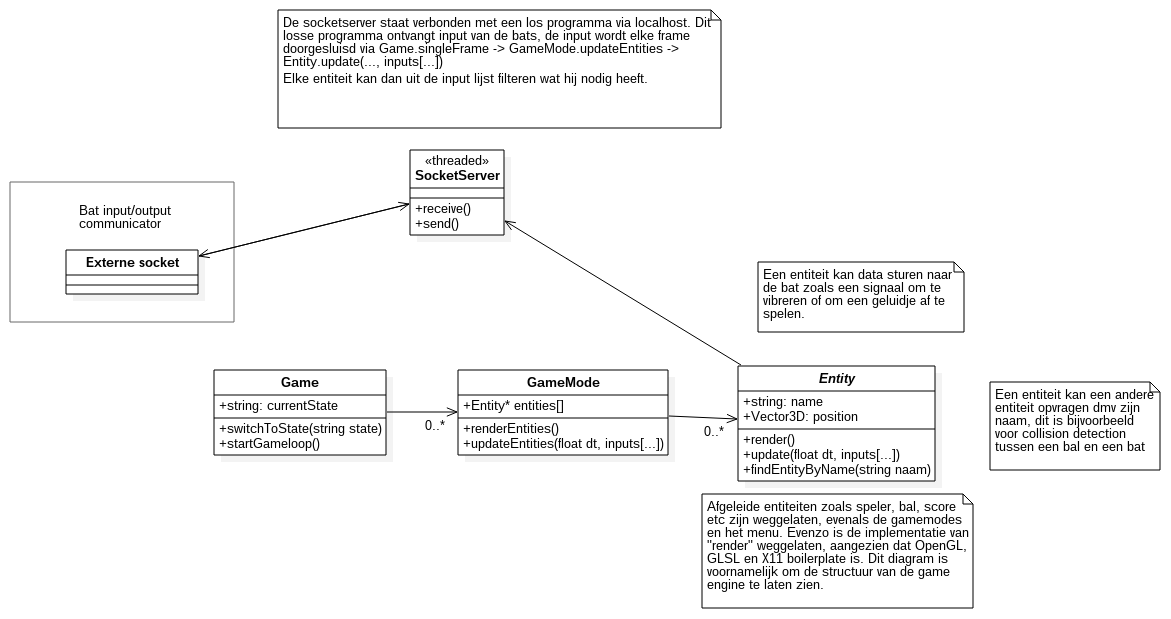 De socketserver staat verbonden met een los programma via localhost. Dit
losse programma ontvangt input van de bats, de input wordt elke frame
doorgesluisd via Game.singleFrame -> GameMode.updateEntities ->
Entity.update(..., inputs[...])
Elke entiteit kan dan uit de input lijst filteren wat hij nodig heeft.
«threaded»
SocketServer
+receive()
+send()
Bat input/output
communicator
Externe socket
Een entiteit kan data sturen naar
de bat zoals een signaal om te
vibreren of om een geluidje af te
spelen.
Game
+string: currentState
+switchToState(string state)
+startGameloop()
0..*
GameMode
+Entity* entities[]
+renderEntities()
+updateEntities(float dt, inputs[...])
0..*
Entity
+string: name
+Vector3D: position
+render()
+update(float dt, inputs[...])
+findEntityByName(string naam)
Een entiteit kan een andere
entiteit opvragen dmv zijn
naam, dit is bijvoorbeeld
voor collision detection
tussen een bal en een bat
Afgeleide entiteiten zoals speler, bal, score
etc zijn weggelaten, evenals de gamemodes
en het menu. Evenzo is de implementatie van
"render" weggelaten, aangezien dat OpenGL,
GLSL en X11 boilerplate is. Dit diagram is
voornamelijk om de structuur van de game
engine te laten zien.